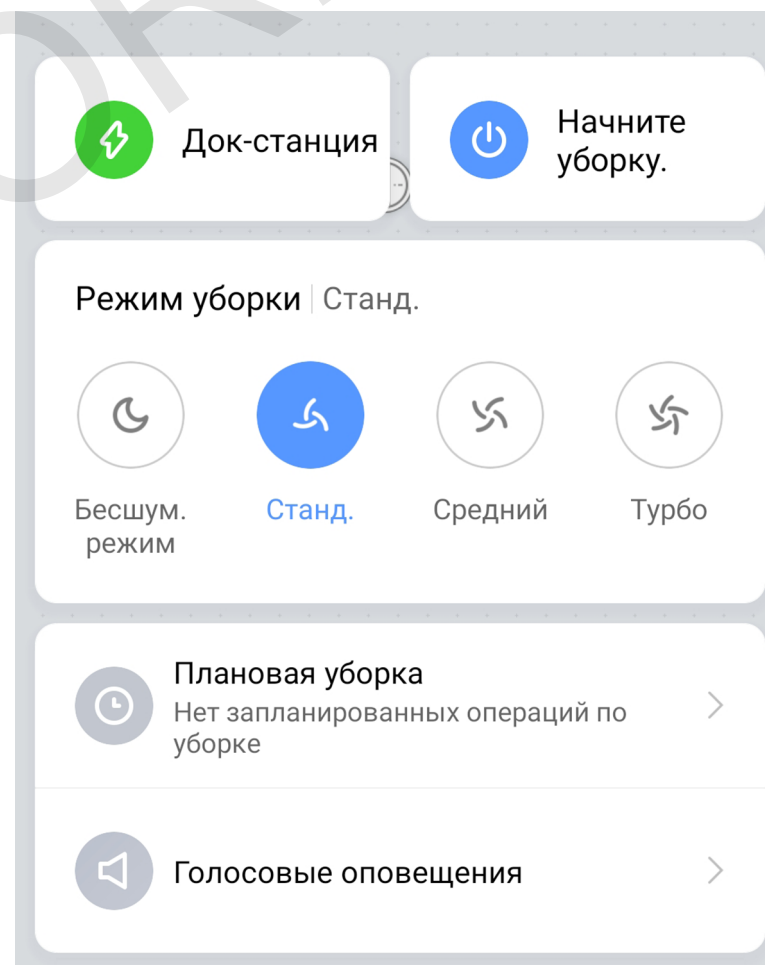 Док-станция
Начните
уборку.
Режим уборки Станд.
Бесшум.
режим
Станд.
Средний
Турбо
Плановая уборка
Нет запланированных операций по
уборке
Голосовые оповещения